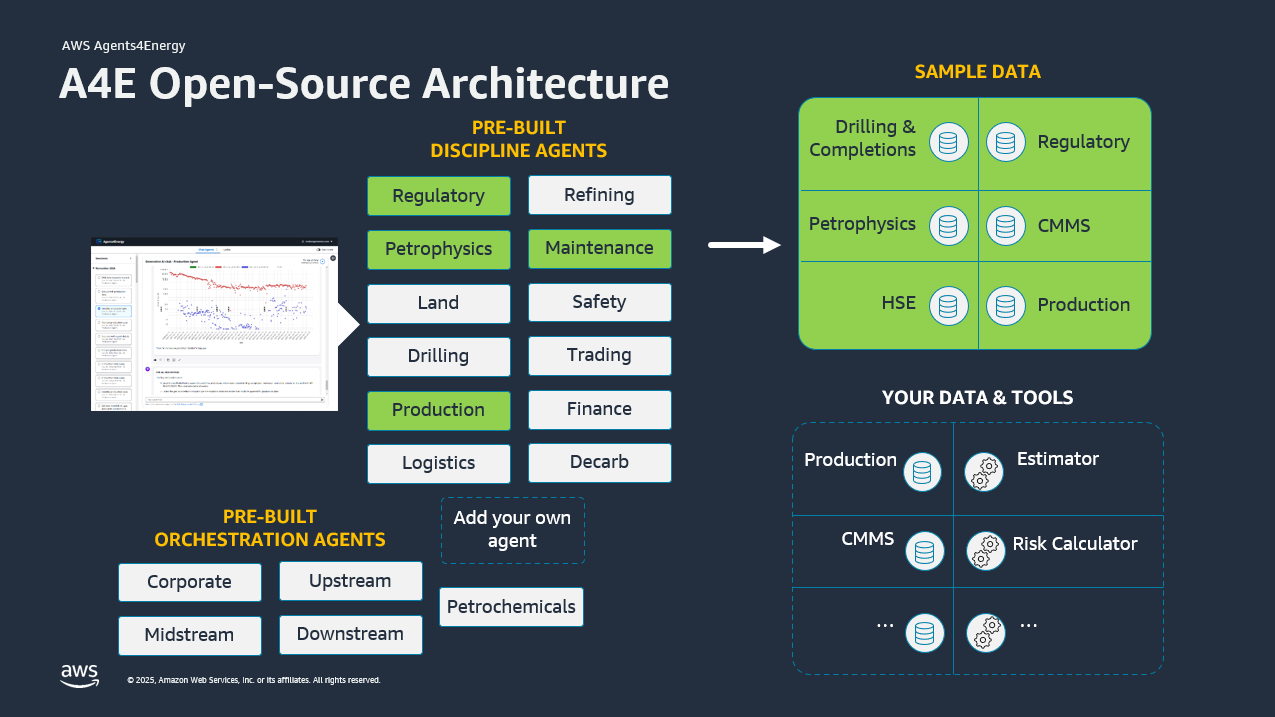 AWS Agents4Energy
A4E Open-Source Architecture
PRE-BUILT
DISCIPLINE AGENTS
Regulatory
Refining
Petrophysics
Maintenance
Land
Safety
Drilling
Trading
Production
Finance
Logistics
Decarb
Add your own
agent
PRE-BUILT
ORCHESTRATION AGENTS
Corporate
Upstream
Midstream
Downstream
Petrochemicals
SAMPLE DATA
Drilling &
Completions
Regulatory
Petrophysics
CMMS
HSE
Production
YOUR DATA & TOOLS
Production
Estimator
CMMS
Risk Calculator
...
...
aws
© 2025, Amazon Web Services, Inc. or its affiliates. All rights reserved.